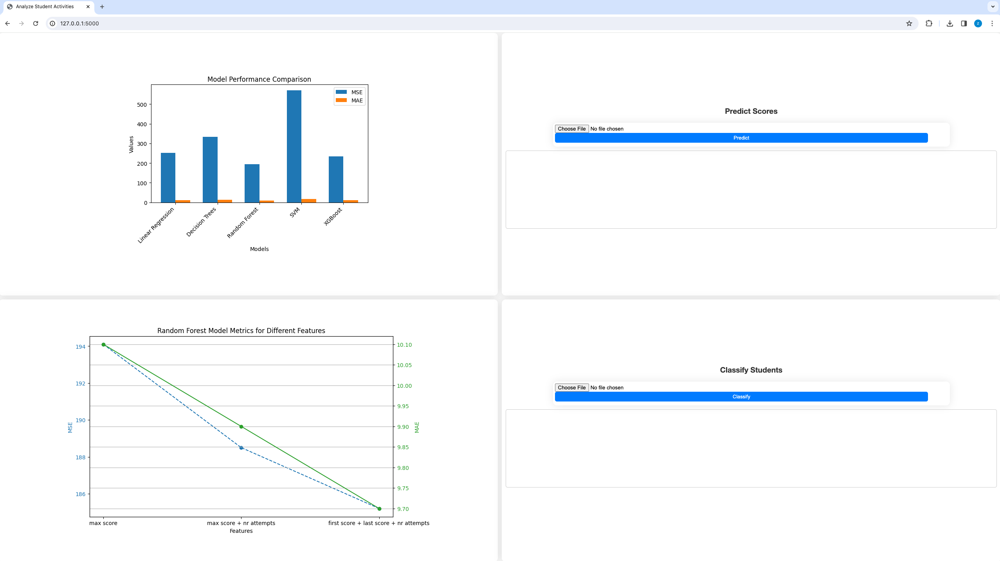 Analyze Student Activities
127.0.0.1:5000
z
Model Performance Comparison
MSE
MAE
500
400
300
200
100
0
Values
Linear Regression
Decision Trees
Random Forest
SVM
XGBoost
Models
Predict Scores
Choose File No file chosen
Predict
Random Forest Model Metrics for Different Features
194
192
190
188
186
MSE
10.10
10.05
10.00
9.95
9.90
9.85
9.80
9.75
9.70
MAE
max score
max score + nr attempts
first score + last score + nr attempts
Features
Classify Students
Choose File No file chosen
Classify